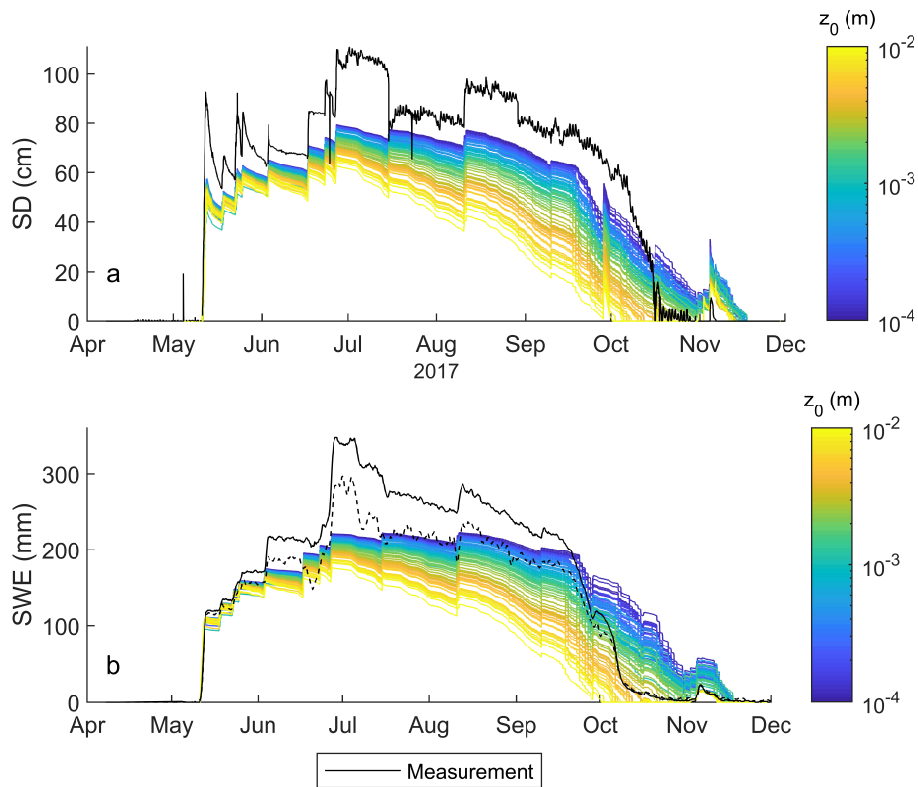 z0 (m)
10-2
10-3
10-4
SD (cm)
100
80
60
40
20
0
a
Apr May Jun Jul Aug Sep Oct Nov Dec
2017
z0 (m)
10-2
10-3
10-4
SWE (mm)
300
200
100
0
b
Apr May Jun Jul Aug Sep Oct Nov Dec
Measurement